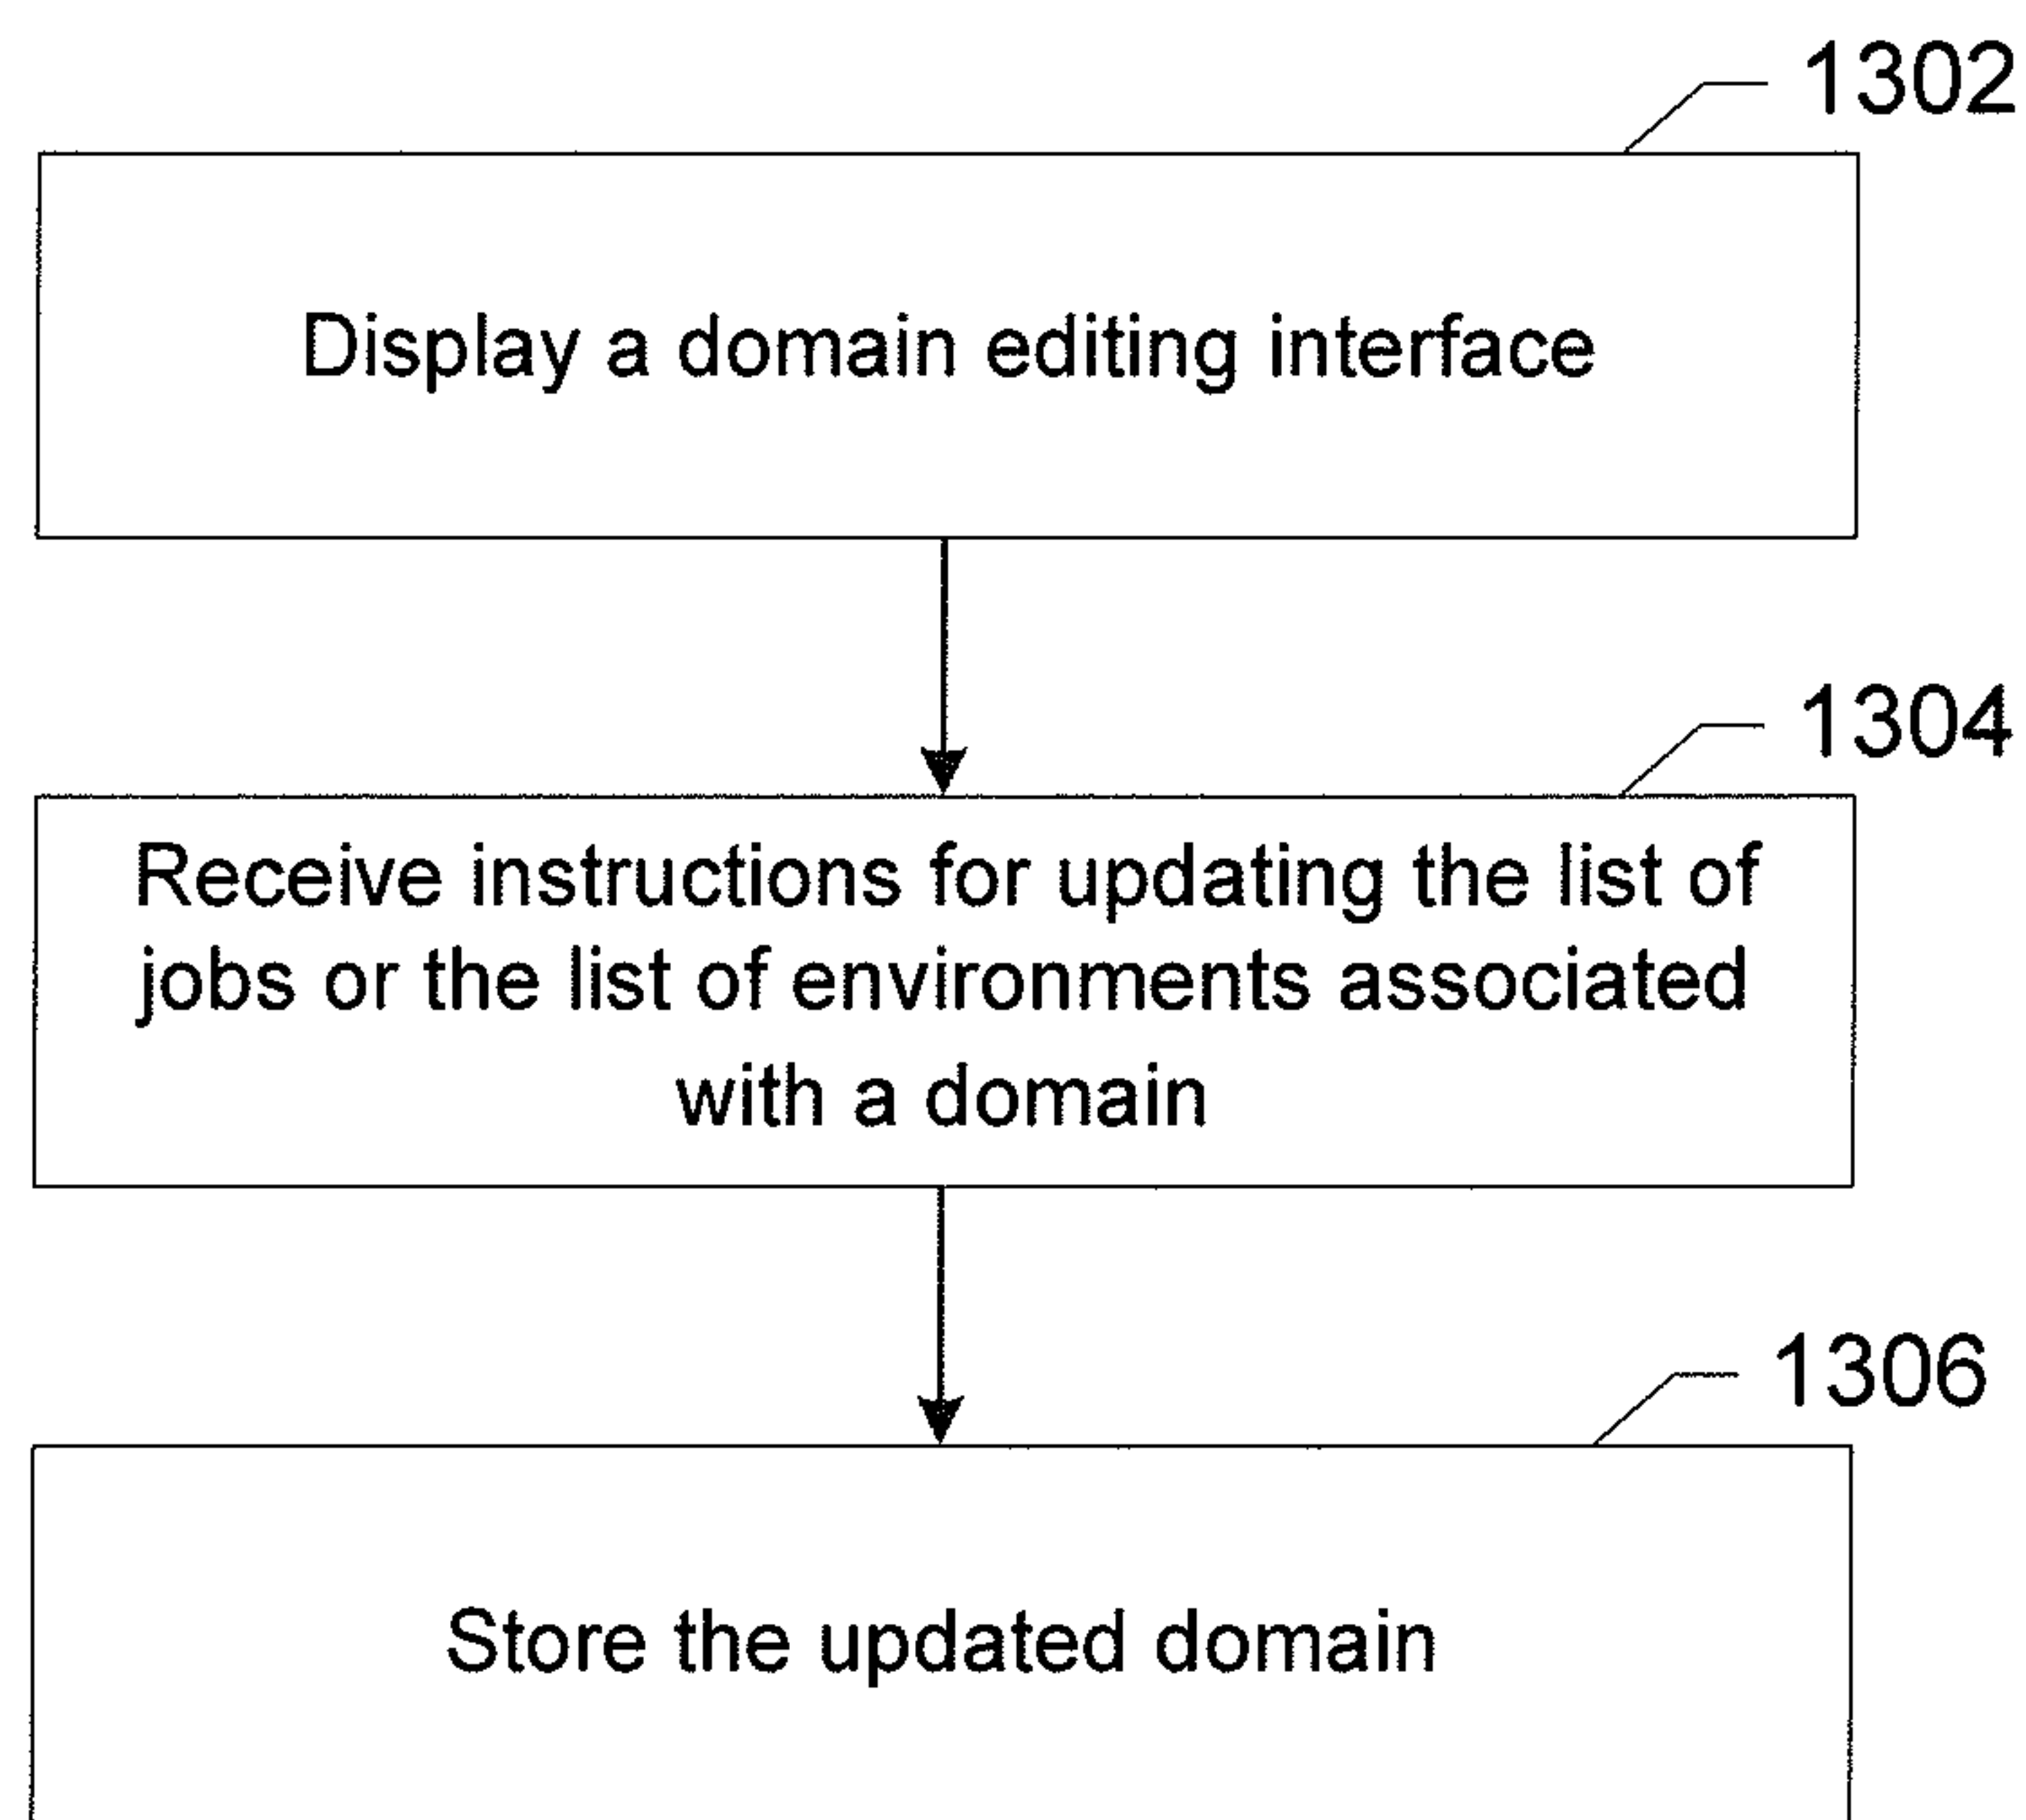 1302
Display a domain editing interface
1304
Receive instructions for updating the list of
jobs or the list of environments associated
with a domain
1306
Store the updated domain